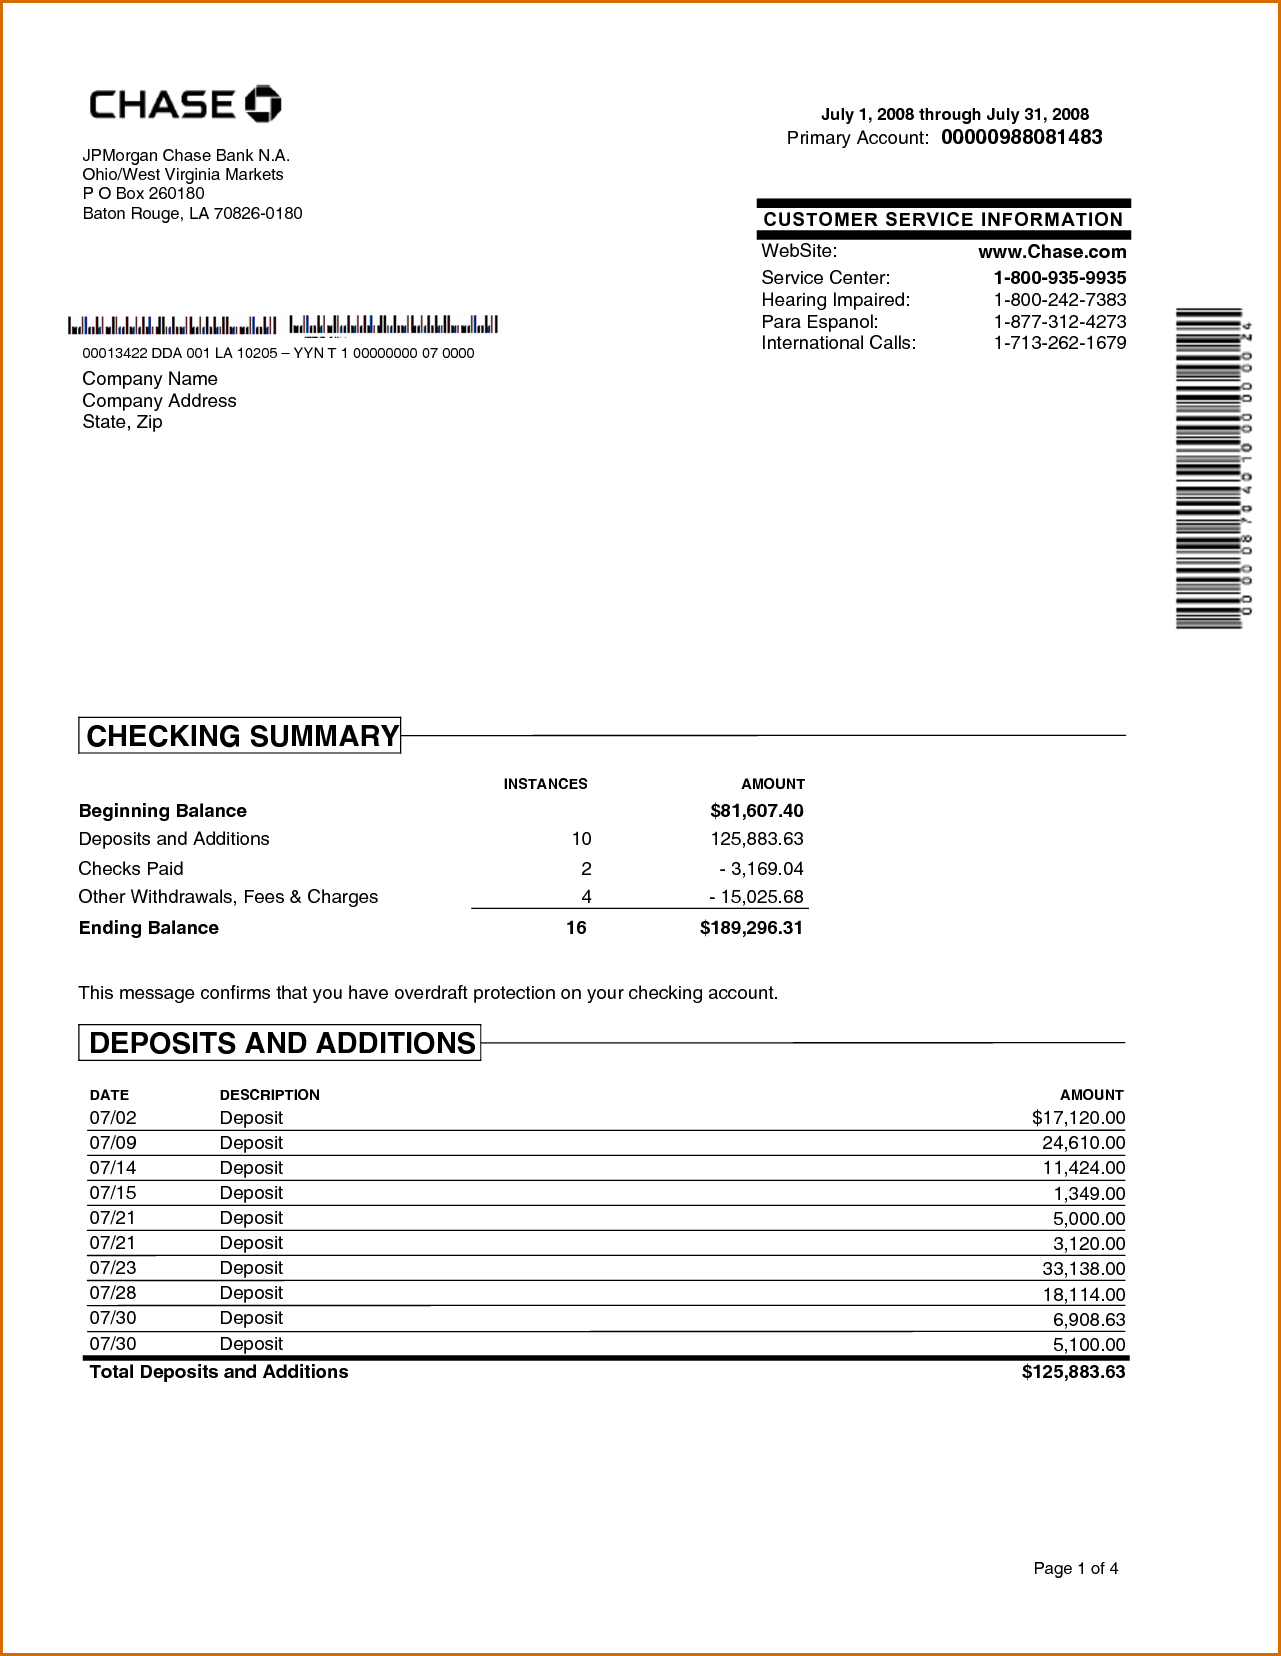 CHASE
July 1, 2008 through July 31, 2008
Primary Account: 00000988081483
JPMorgan Chase Bank N.A.
Ohio/West Virginia Markets
P O Box 260180
Baton Rouge, LA 70826-0180
CUSTOMER SERVICE INFORMATION
WebSite: www.Chase.com
Service Center: 1-800-935-9935
Hearing Impaired: 1-800-242-7383
Para Espanol: 1-877-312-4273
International Calls: 1-713-262-1679
00013422 DDA 001 LA 10205 – YYN T 1 00000000 07 0000
Company Name
Company Address
State, Zip
CHECKING SUMMARY
INSTANCES AMOUNT
Beginning Balance $81,607.40
Deposits and Additions 10 125,883.63
Checks Paid 2 - 3,169.04
Other Withdrawals, Fees & Charges 4 - 15,025.68
Ending Balance 16 $189,296.31
This message confirms that you have overdraft protection on your checking account.
DEPOSITS AND ADDITIONS
DATE DESCRIPTION AMOUNT
07/02 Deposit $17,120.00
07/09 Deposit 24,610.00
07/14 Deposit 11,424.00
07/15 Deposit 1,349.00
07/21 Deposit 5,000.00
07/21 Deposit 3,120.00
07/23 Deposit 33,138.00
07/28 Deposit 18,114.00
07/30 Deposit 6,908.63
07/30 Deposit 5,100.00
Total Deposits and Additions $125,883.63
Page 1 of 4